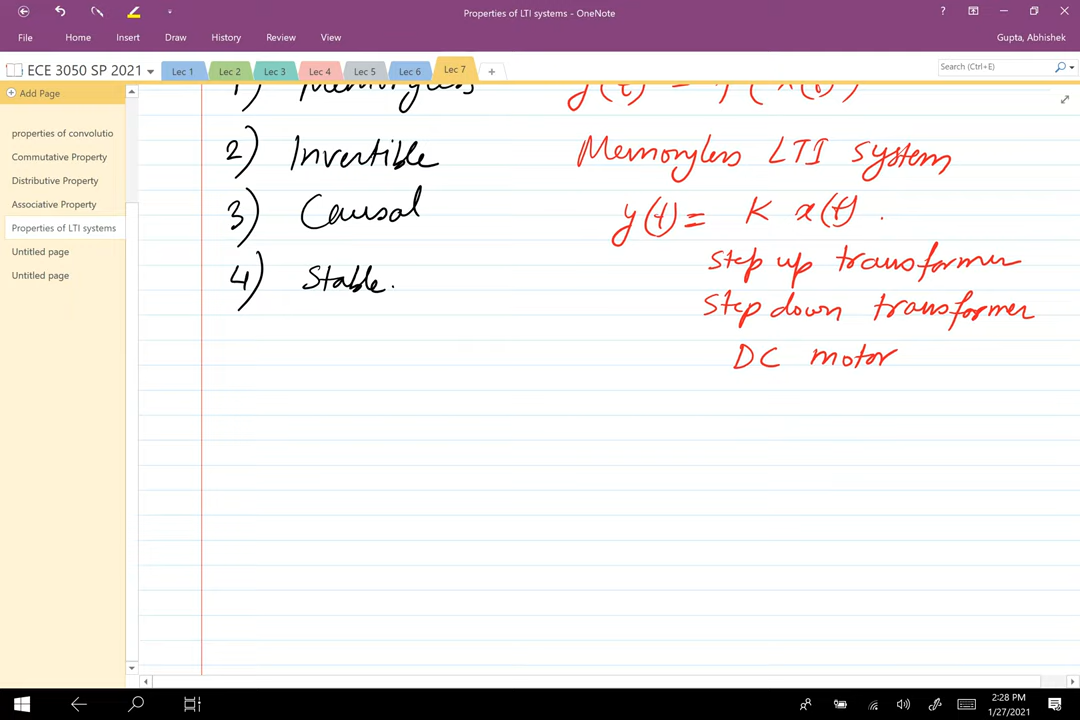 Properties of LTI systems - OneNote
?
File
Home
Insert
Draw
History
Review
View
Gupta, Abhishek
ECE 3050 SP 2021
Lec 1
Lec 2
Lec 3
Lec 4
Lec 5
Lec 6
Lec 7
+
Search (Ctrl+E)
Add Page
properties of convolutio
Commutative Property
Distributive Property
Associative Property
Properties of LTI systems
Untitled page
Untitled page
1) Memoryless
2) Invertible
3) Causal
4) Stable.
Memoryless LTI system
y(t) = K x(t) .
Step up transformer
Step down transformer
DC motor
2:28 PM
1/27/2021